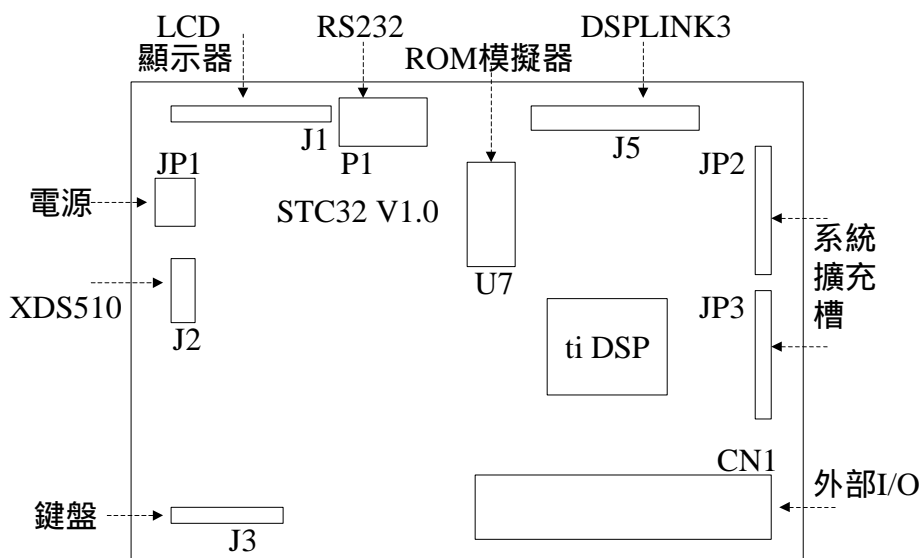 LCD
顯示器
RS232
ROM模擬器
DSPLINK3
J1
P1
J5
JP1
JP2
電源
STC32 V1.0
系統
擴充
槽
U7
XDS510
J2
JP3
ti DSP
CN1
外部I/O
鍵盤
J3